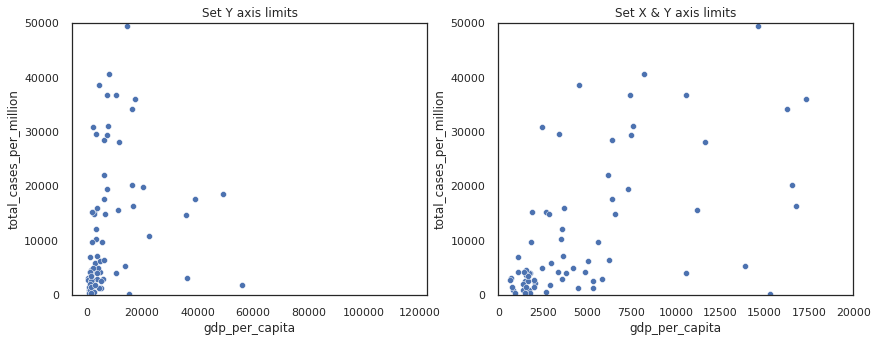 Set Y axis limits
50000
40000
30000
20000
10000
0
total_cases_per_million
0 20000 40000 60000 80000 100000 120000
gdp_per_capita
Set X & Y axis limits
50000
40000
30000
20000
10000
0
total_cases_per_million
0 2500 5000 7500 10000 12500 15000 17500 20000
gdp_per_capita